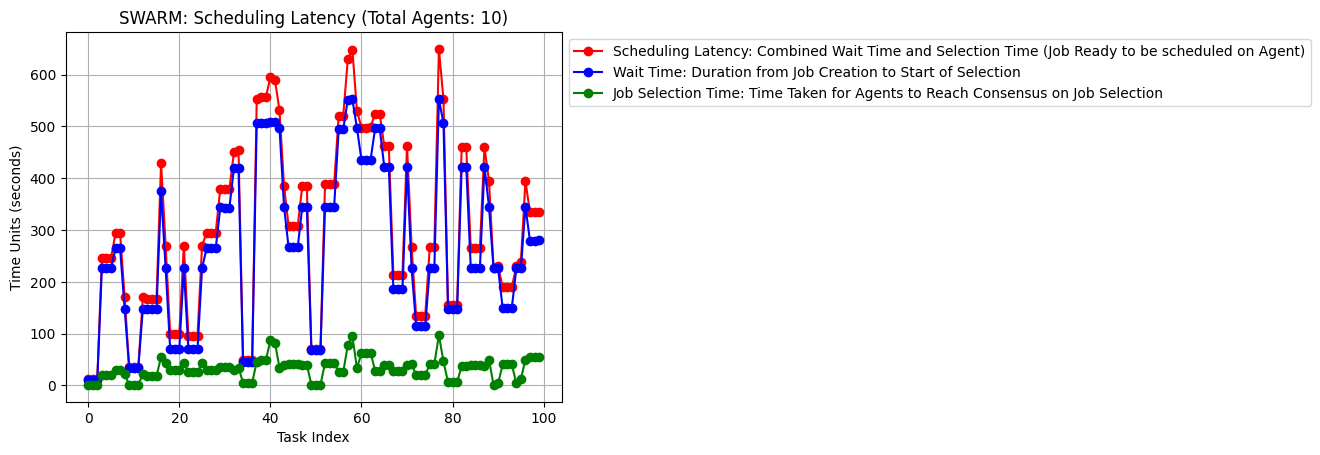 SWARM: Scheduling Latency (Total Agents: 10)
Scheduling Latency: Combined Wait Time and Selection Time (Job Ready to be scheduled on Agent)
Wait Time: Duration from Job Creation to Start of Selection
Job Selection Time: Time Taken for Agents to Reach Consensus on Job Selection
Time Units (seconds)
600
500
400
300
200
100
0
0 20 40 60 80 100
Task Index